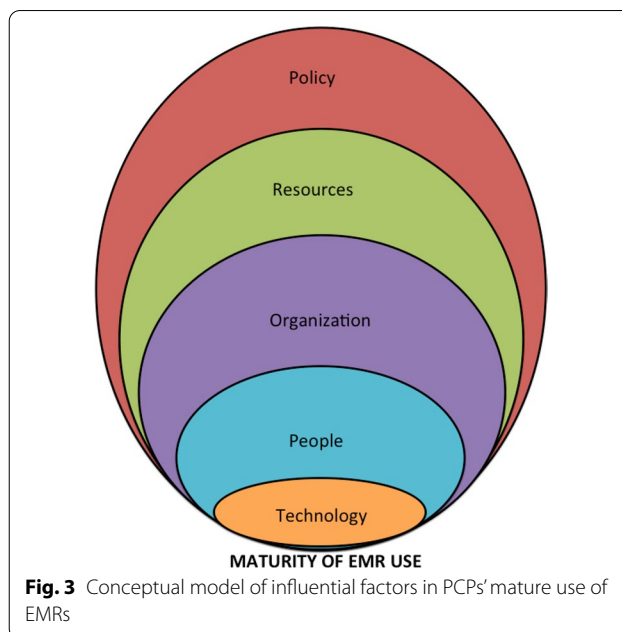 Policy
Resources
Organization
People
Technology
MATURITY OF EMR USE
Fig. 3 Conceptual model of influential factors in PCPs’ mature use of
EMRs